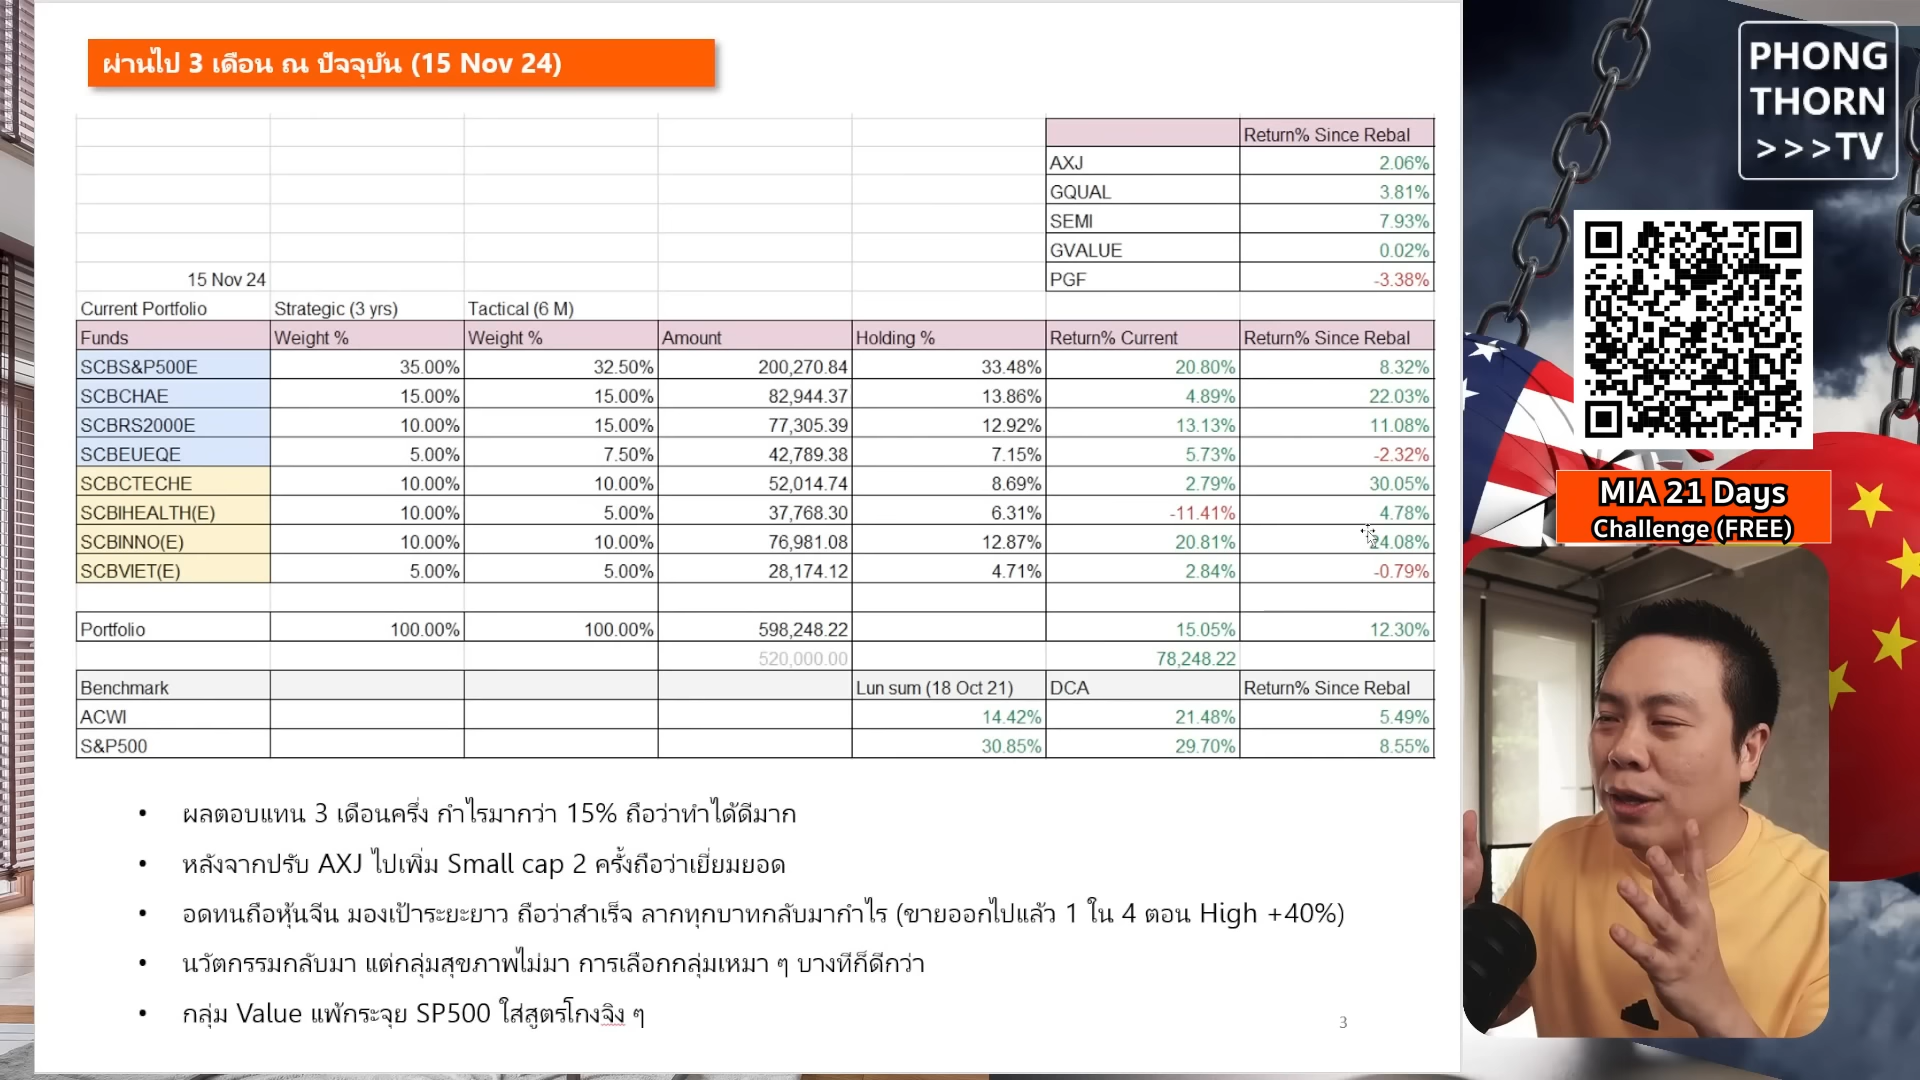 ผ่านไป 3 เดือน ณ ปัจจุบัน (15 Nov 24)
Return% Since Rebal
AXJ 2.06%
GQUAL 3.81%
SEMI 7.93%
GVALUE 0.02%
15 Nov 24 PGF -3.38%
Current Portfolio Strategic (3 yrs) Tactical (6 M)
Funds Weight % Weight % Amount Holding % Return% Current Return% Since Rebal
SCBS&P500E 35.00% 32.50% 200,270.84 33.48% 20.80% 8.32%
SCBCHAE 15.00% 15.00% 82,944.37 13.86% 4.89% 22.03%
SCBRS2000E 10.00% 15.00% 77,305.39 12.92% 13.13% 11.08%
SCBEUEQE 5.00% 7.50% 42,789.38 7.15% 5.73% -2.32%
SCBCTECHE 10.00% 10.00% 52,014.74 8.69% 2.79% 30.05%
SCBIHEALTH(E) 10.00% 5.00% 37,768.30 6.31% -11.41% 4.78%
SCBINNO(E) 10.00% 10.00% 76,981.08 12.87% 20.81% 24.08%
SCBVIET(E) 5.00% 5.00% 28,174.12 4.71% 2.84% -0.79%
Portfolio 100.00% 100.00% 598,248.22 15.05% 12.30%
520,000.00 78,248.22
Benchmark Lun sum (18 Oct 21) DCA Return% Since Rebal
ACWI 14.42% 21.48% 5.49%
S&P500 30.85% 29.70% 8.55%
• ผลตอบแทน 3 เดือนครึ่ง กำไรมากว่า 15% ถือว่าทำได้ดีมาก
• หลังจากปรับ AXJ ไปเพิ่ม Small cap 2 ครั้งถือว่าเยี่ยมยอด
• อดทนถือหุ้นจีน มองเป้าระยะยาว ถือว่าสำเร็จ ลากทุกบาทกลับมากำไร (ขายออกไปแล้ว 1 ใน 4 ตอน High +40%)
• นวัตกรรมกลับมา แต่กลุ่มสุขภาพไม่มา การเลือกกลุ่มเหมา ๆ บางทีก็ดีกว่า
• กลุ่ม Value แพ้กระจุย SP500 ใส่สูตรโกงจิง ๆ
3
PHONG
THORN
>>>TV
MIA 21 Days
Challenge (FREE)